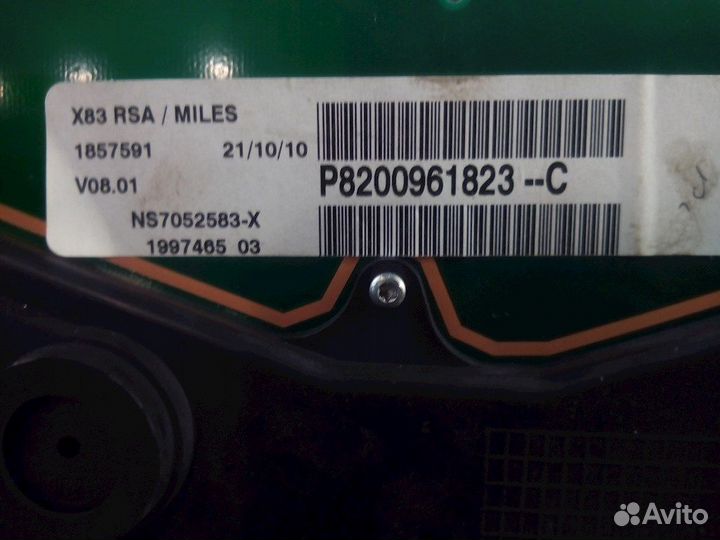 X83 RSA / MILES
1857591 21/10/10
V08.01
P8200961823 --C
NS7052583-X
1997465 03
Avito